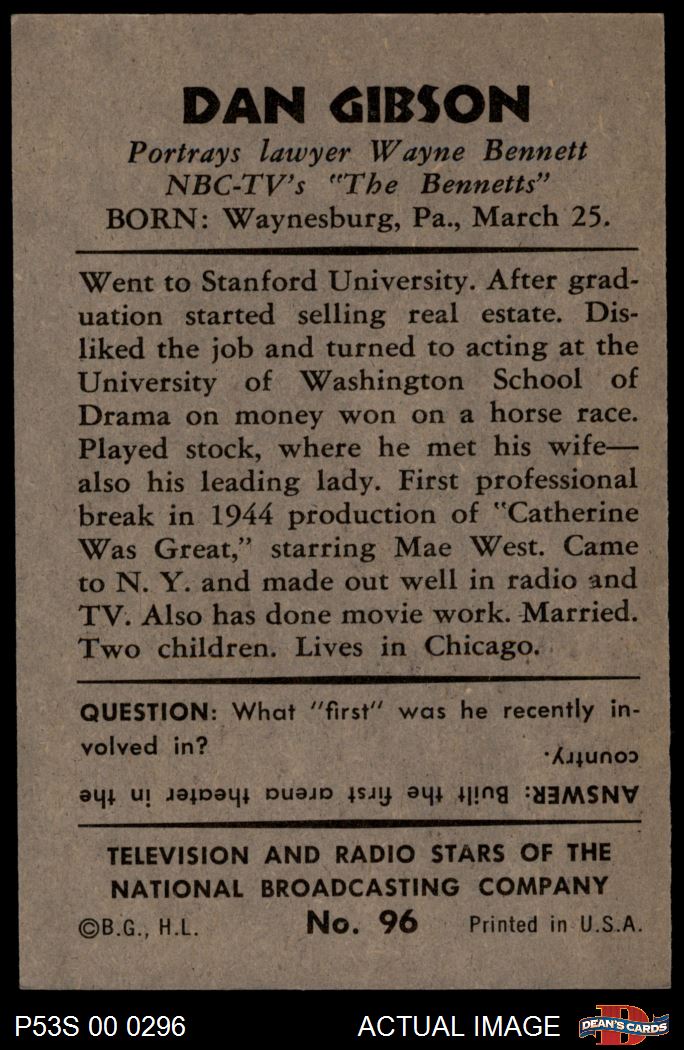 DAN GIBSON
Portrays lawyer Wayne Bennett
NBC-TV's "The Bennetts"
BORN: Waynesburg, Pa., March 25.
Went to Stanford University. After grad-
uation started selling real estate. Dis-
liked the job and turned to acting at the
University of Washington School of
Drama on money won on a horse race.
Played stock, where he met his wife—
also his leading lady. First professional
break in 1944 production of "Catherine
Was Great," starring Mae West. Came
to N. Y. and made out well in radio and
TV. Also has done movie work. Married.
Two children. Lives in Chicago.
QUESTION: What "first" was he recently in-
volved in?
ANSWER: Built the first arena theater in the
country.
TELEVISION AND RADIO STARS OF THE
NATIONAL BROADCASTING COMPANY
©B.G., H.L. No. 96 Printed in U.S.A.
P53S 00 0296 ACTUAL IMAGE DEAN'S CARDS